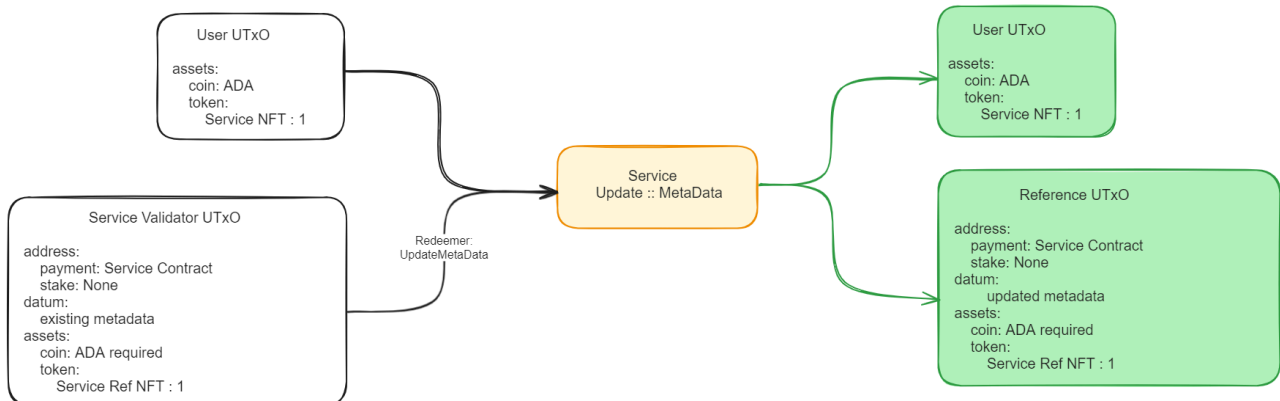 User UTxO
assets:
coin: ADA
token:
Service NFT : 1
Service Validator UTxO
address:
payment: Service Contract
stake: None
datum:
existing metadata
assets:
coin: ADA required
token:
Service Ref NFT : 1
Redeemer:
UpdateMetaData
Service
Update :: MetaData
User UTxO
assets:
coin: ADA
token:
Service NFT : 1
Reference UTxO
address:
payment: Service Contract
stake: None
datum:
updated metadata
assets:
coin: ADA required
token:
Service Ref NFT : 1